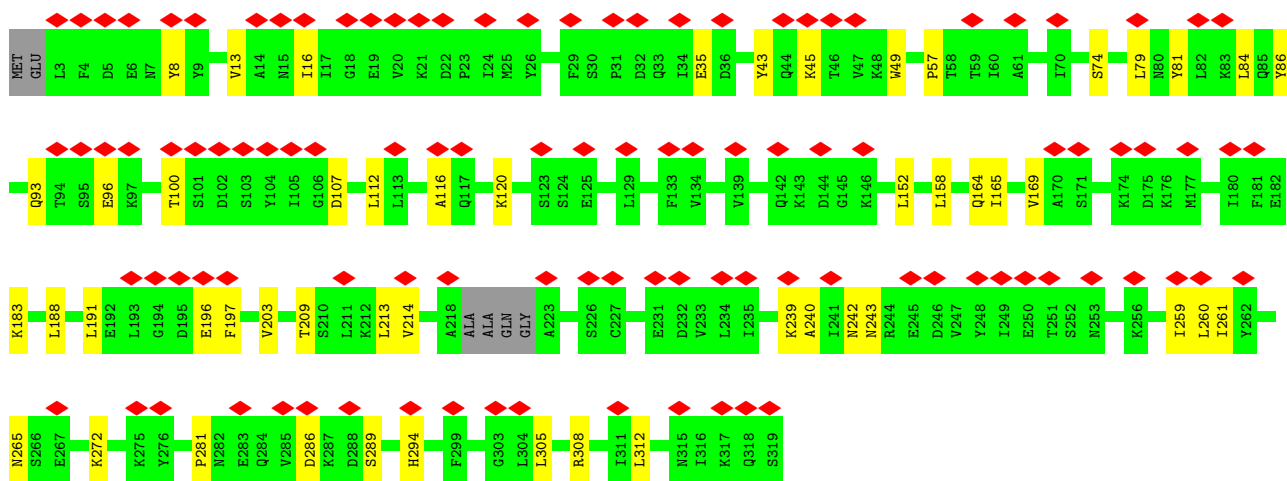 MET GLU L3 F4 D5 E6 N7 Y8 Y9 V13 A14 N15 I16 I17 G18 E19 V20 K21 D22 P23 I24 M25 Y26 F29 S30 P31 D32 Q33 I34 E35 D36 Y43 Q44 K45 T46 V47 K48 W49 P57 T58 T59 I60 A61 I70 S74 L79 N80 Y81 L82 K83 L84 Q85 Y86
Q93 T94 S95 E96 K97 T100 S101 D102 S103 Y104 I105 G106 D107 L112 L113 A116 Q117 K120 S123 S124 E125 L129 F133 V134 V139 Q142 K143 D144 G145 K146 L152 L158 Q164 I165 V169 A170 S171 K174 D175 K176 M177 I180 F181 E182
K183 L188 L191 E192 L193 G194 D195 E196 F197 V203 T209 S210 L211 K212 L213 V214 A218 ALA ALA GLN GLY A223 S226 C227 E231 D232 V233 L234 I235 K239 A240 I241 N242 N243 R244 E245 D246 V247 Y248 I249 E250 T251 S252 N253 K256 I259 L260 I261 Y262
N265 S266 E267 K272 K275 Y276 P281 N282 E283 Q284 V285 D286 K287 D288 S289 H294 F299 G303 L304 L305 R308 I311 L312 N315 I316 K317 Q318 S319